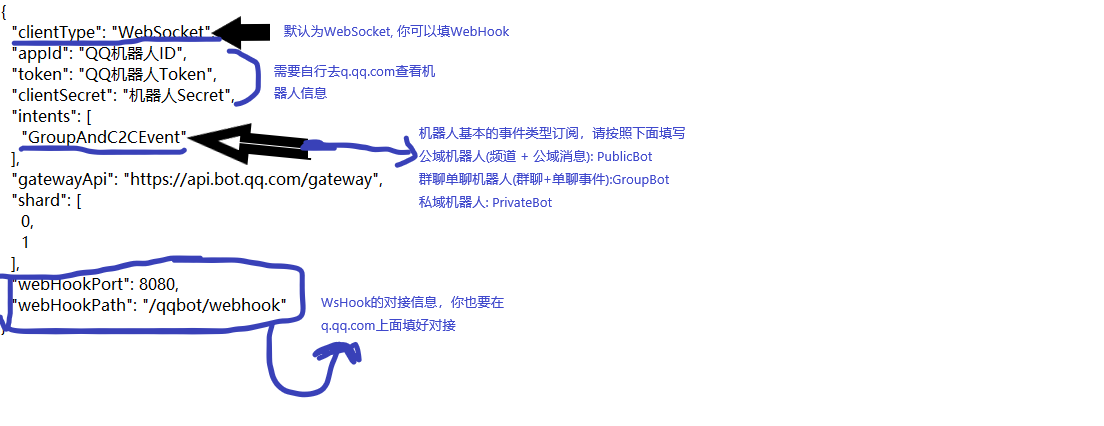 {
"clientType": "WebSocket",
默认为WebSocket, 你可以填WebHook
"appId": "QQ机器人ID",
"token": "QQ机器人Token",
"clientSecret": "机器人Secret",
需要自行去q.qq.com查看机
器人信息
"intents": [
"GroupAndC2CEvent"
],
机器人基本的事件类型订阅，请按照下面填写
公域机器人(频道 + 公域消息): PublicBot
群聊单聊机器人(群聊+单聊事件):GroupBot
私域机器人: PrivateBot
"gatewayApi": "https://api.bot.qq.com/gateway",
"shard": [
0,
1
],
"webHookPort": 8080,
"webHookPath": "/qqbot/webhook"
}
WsHook的对接信息，你也要在
q.qq.com上面填好对接